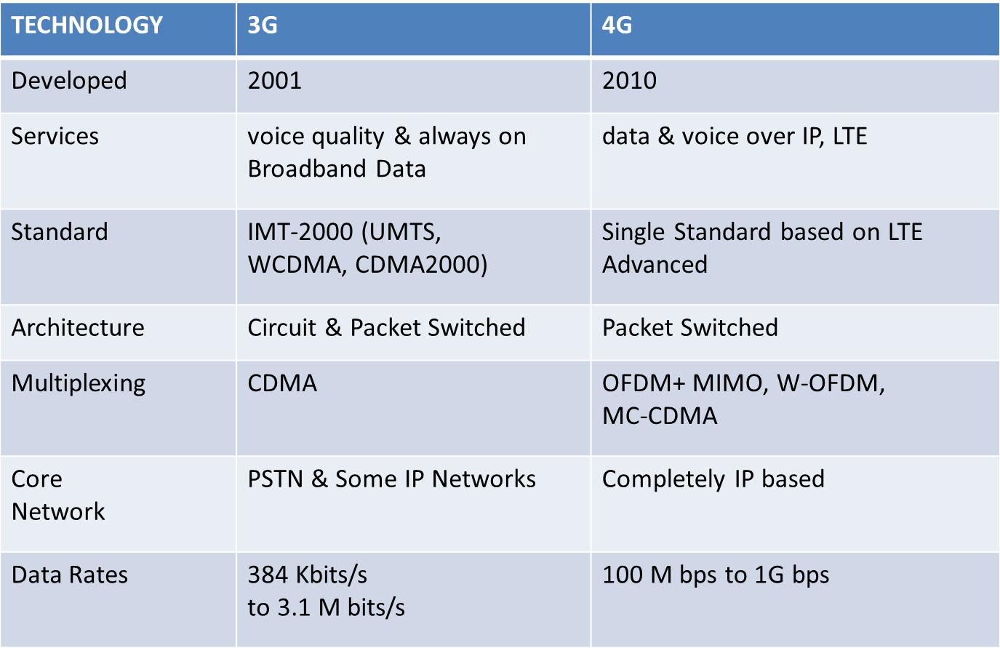 TECHNOLOGY 3G 4G
Developed 2001 2010
Services voice quality & always on data & voice over IP, LTE
Broadband Data
Standard IMT-2000 (UMTS, Single Standard based on LTE
WCDMA, CDMA2000) Advanced
Architecture Circuit & Packet Switched Packet Switched
Multiplexing CDMA OFDM+ MIMO, W-OFDM,
MC-CDMA
Core PSTN & Some IP Networks Completely IP based
Network
Data Rates 384 Kbits/s 100 M bps to 1G bps
to 3.1 M bits/s